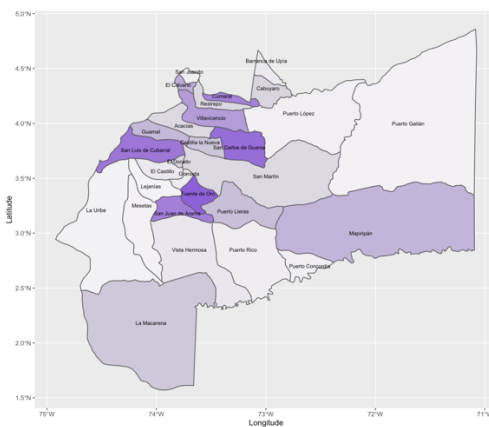 5.0°N
4.5°N
4.0°N
3.5°N
3.0°N
2.5°N
2.0°N
1.5°N
Latitude
Barranca de Upía
San Juanito
El Calvario
Cabuyaro
Cumaral
Restrepo
Puerto López
Villavicencio
Puerto Gaitán
Acacias
Guamal
Castilla la Nueva
San Luis de Cubarral
San Carlos de Guaroa
El Dorado
El Castillo
Granada
San Martín
Lejanías
Fuente de Oro
Mesetas
La Uribe
San Juan de Arama
Puerto Lleras
Mapiripán
Vista Hermosa
Puerto Rico
Puerto Concordia
La Macarena
75°W
74°W
73°W
72°W
71°W
Longitude